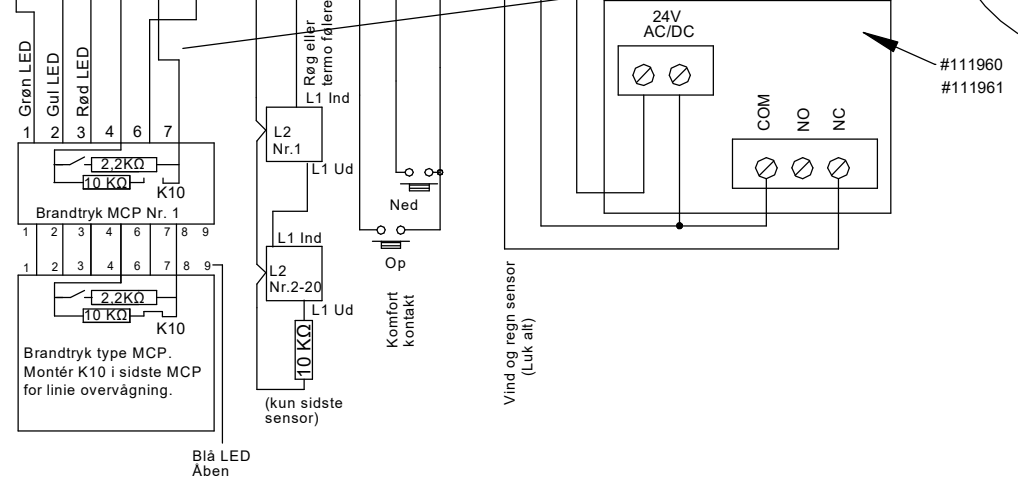 Grøn LED
Gul LED
Rød LED
1 2 3 4 6 7
2,2KΩ
10 KΩ
K10
Brandtryk MCP Nr. 1
1 2 3 4 6 7 8 9
1 2 3 4 6 7 8 9
2,2KΩ
10 KΩ
K10
Brandtryk type MCP.
Montér K10 i sidste MCP
for linie overvågning.
Blå LED
Åben
Røg eller
termo følere
L1 Ind
L2
Nr.1
L1 Ud
L1 Ind
L2
Nr.2-20
L1 Ud
10 KΩ
(kun sidste
sensor)
Ned
Op
Komfort
kontakt
Vind og regn sensor
(Luk alt)
24V
AC/DC
COM
NO
NC
#111960
#111961